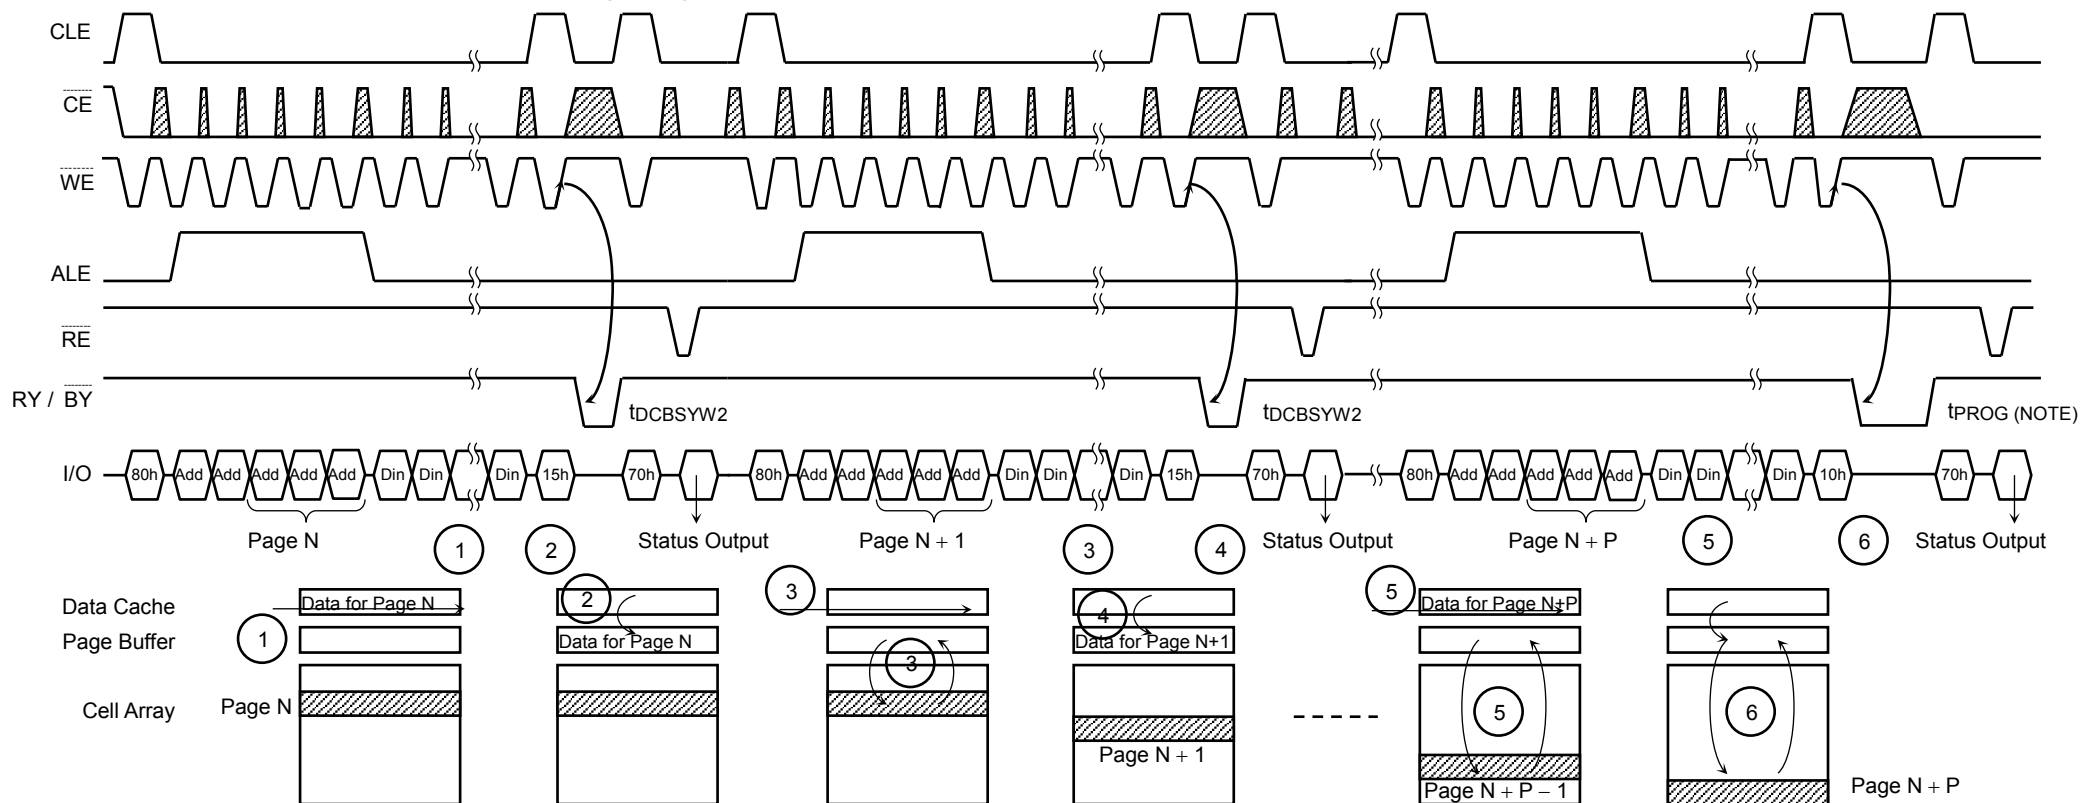 CLE
CE
WE
ALE
RE
RY / BY
tDCBSYW2 tDCBSYW2 tPROG (NOTE)
I/O 80h Add Add Add Add Add Din Din Din 15h 70h 80h Add Add Add Add Add Din Din Din 15h 70h 80h Add Add Add Add Add Din Din Din 10h 70h
Page N 1 2 Status Output Page N + 1 3 4 Status Output Page N + P 5 6 Status Output
Data Cache 1 Data for Page N 2 3 4 5 Data for Page N+P
Page Buffer Data for Page N 3 Data for Page N+1
Cell Array Page N 5 6
Page N + 1
Page N + P − 1 Page N + P